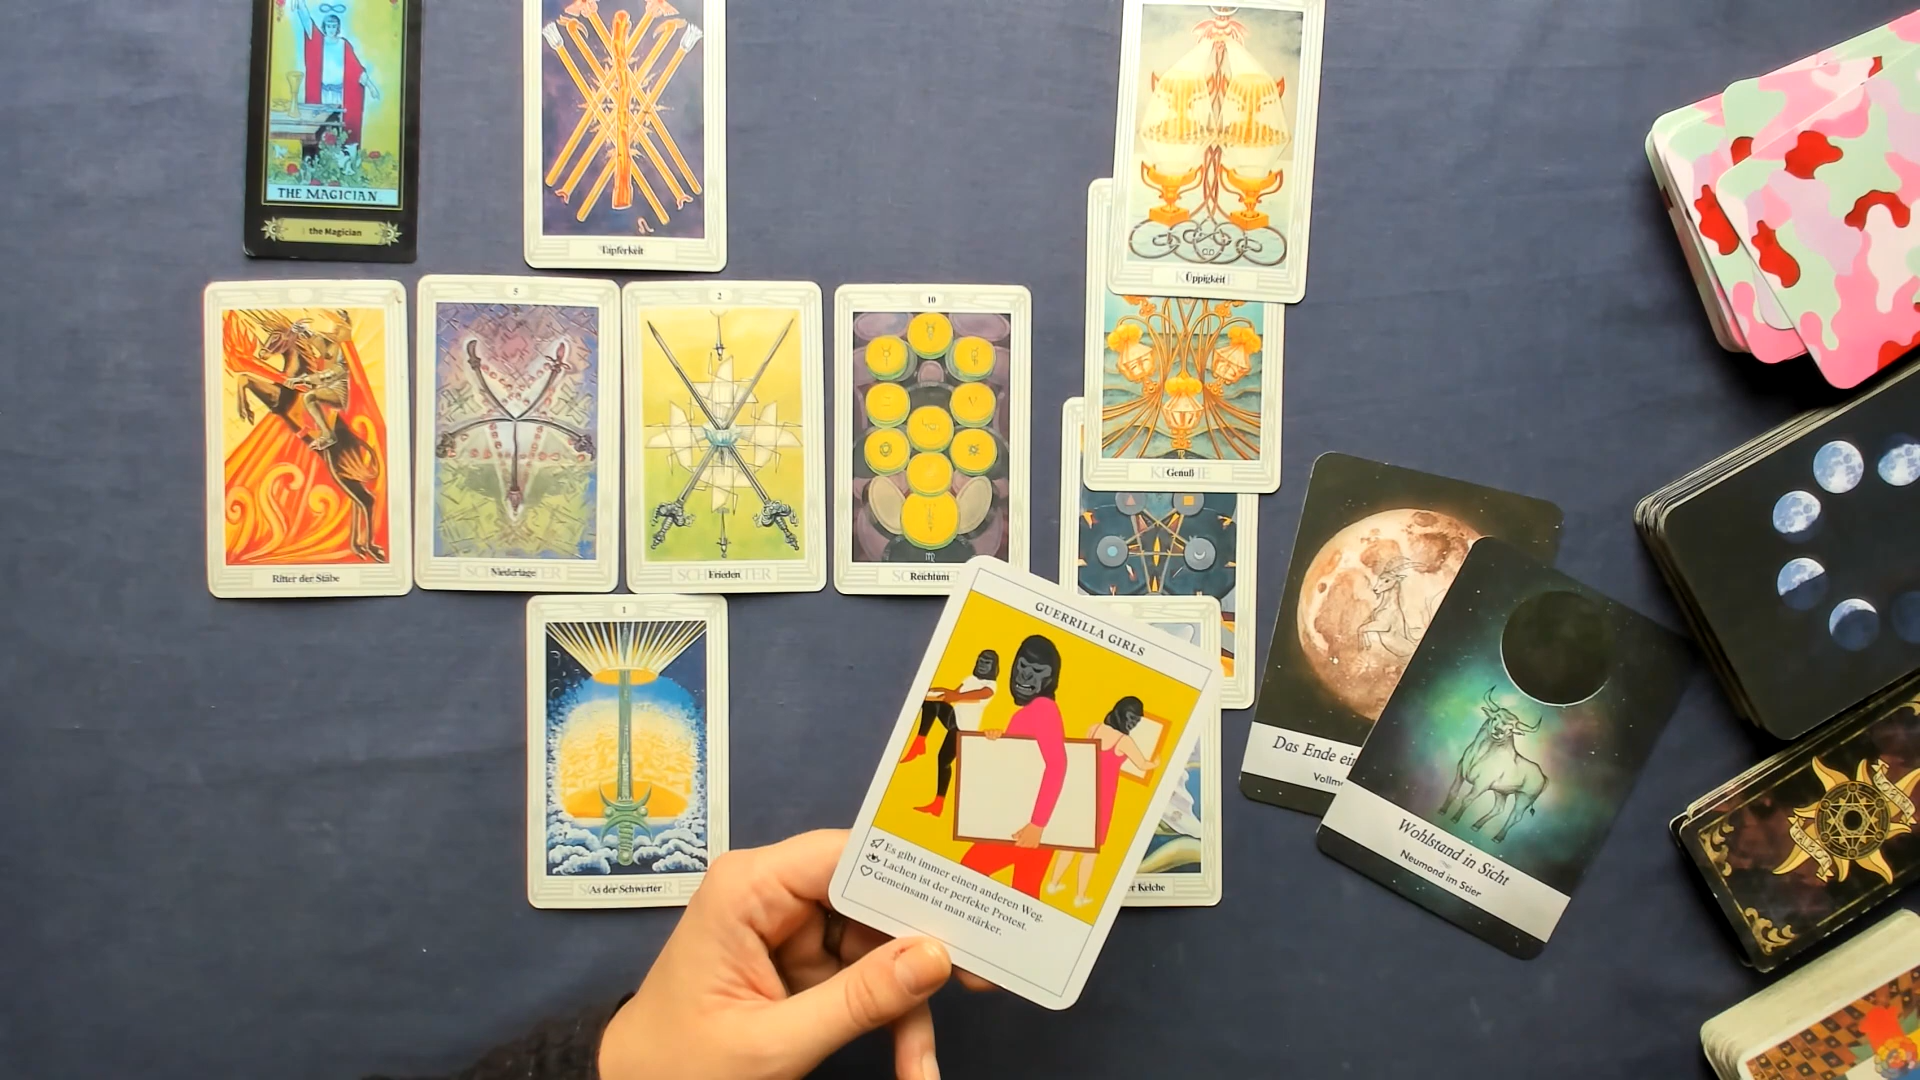 THE MAGICIAN.
the Magician
Tapferkeit
Üppigkeit
Ritter der Stäbe
5
Niederlage
2
Frieden
10
Reichtum
Genuß
1
As der Schwerter
GUERRILLA GIRLS
Es gibt immer einen anderen Weg.
Lachen ist der perfekte Protest.
Gemeinsam ist man stärker.
Kelche
Das Ende
Wohlstand in Sicht
Neumond im Stier